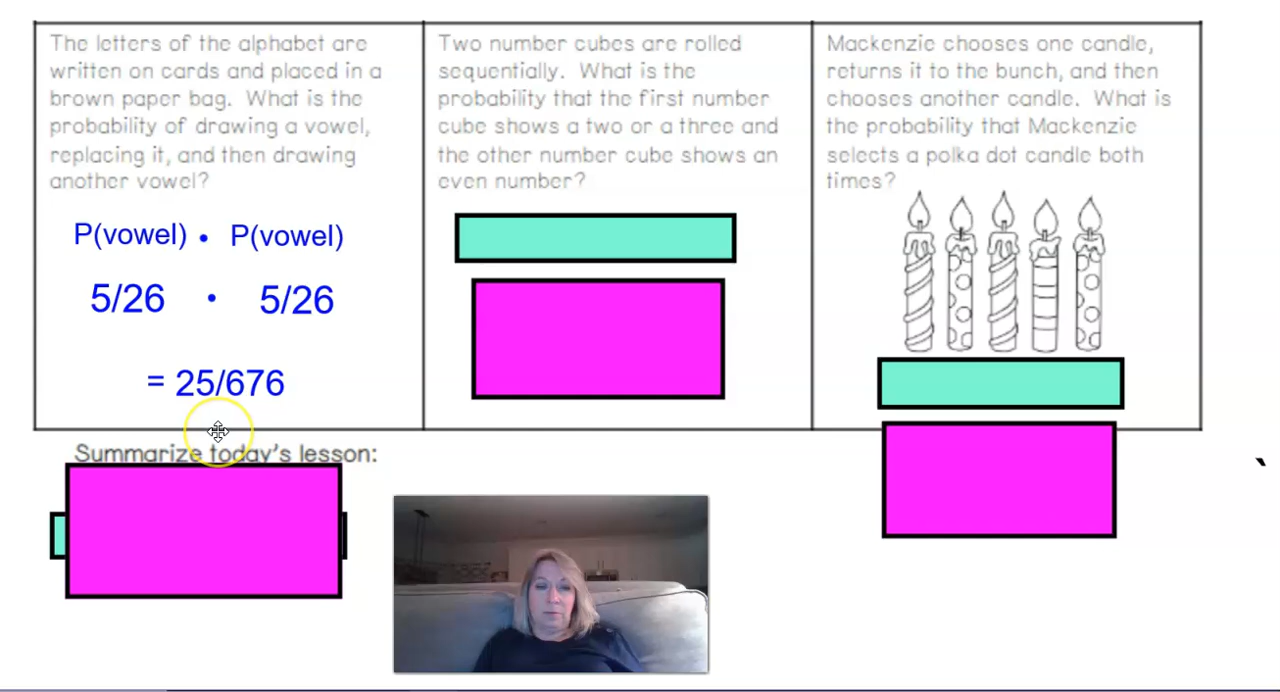 The letters of the alphabet are
written on cards and placed in a
brown paper bag. What is the
probability of drawing a vowel,
replacing it, and then drawing
another vowel?
P(vowel) • P(vowel)
5/26 • 5/26
= 25/676
Two number cubes are rolled
sequentially. What is the
probability that the first number
cube shows a two or a three and
the other number cube shows an
even number?
Mackenzie chooses one candle,
returns it to the bunch, and then
chooses another candle. What is
the probability that Mackenzie
selects a polka dot candle both
times?
Summarize today's lesson: